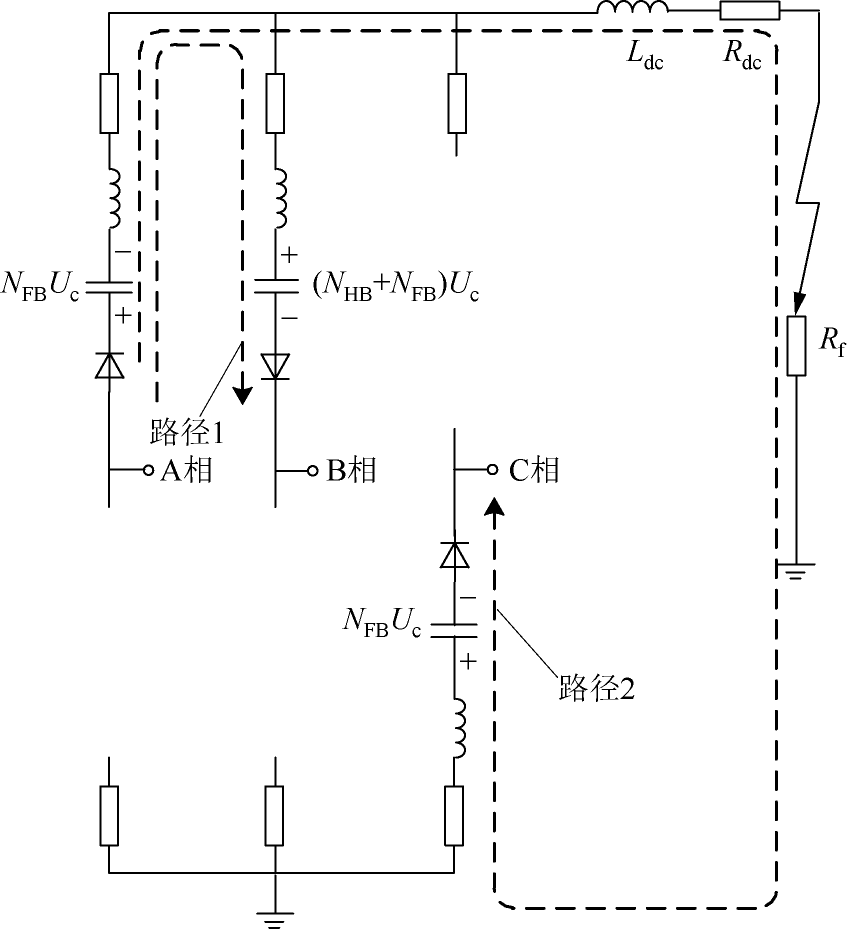 L_dc R_dc
− +
N_FB U_c (N_HB+N_FB)U_c
+ −
R_f
路径1
A相 B相 C相
−
N_FB U_c
+
路径2